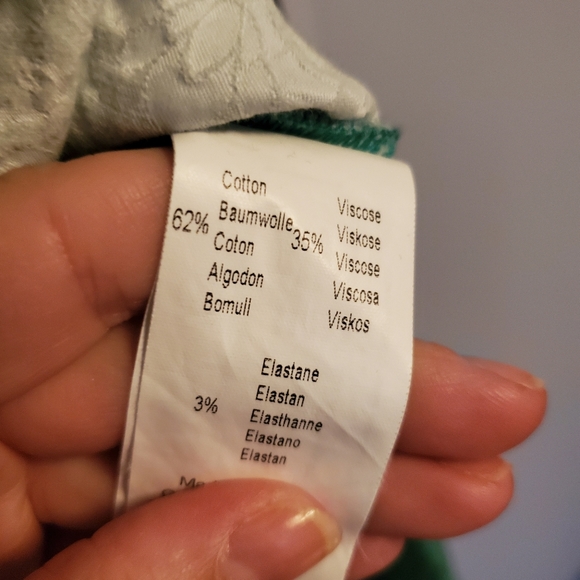 62%
Cotton
Baumwolle
Coton
Algodon
Bomull
35%
Viscose
Viskose
Viscose
Viscosa
Viskos
3%
Elastane
Elastan
Elasthanne
Elastano
Elastan